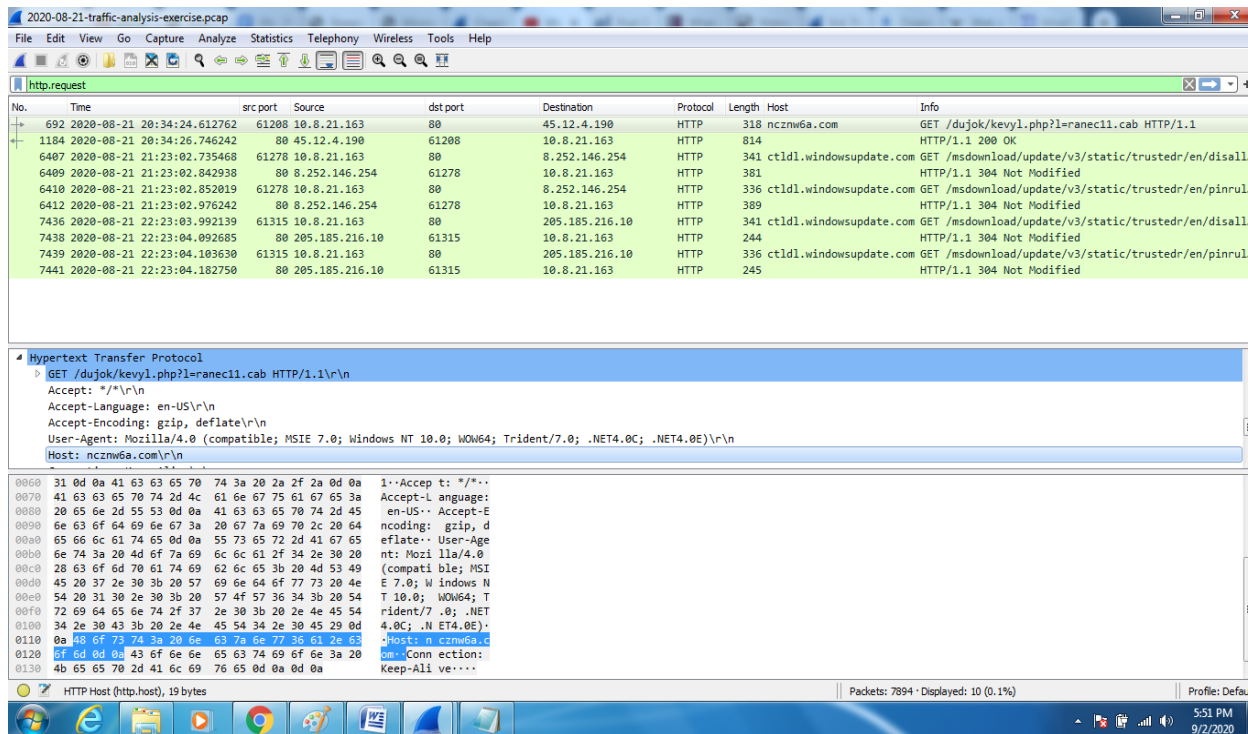 2020-08-21-traffic-analysis-exercise.pcap
File Edit View Go Capture Analyze Statistics Telephony Wireless Tools Help
http.request
No. Time src port Source dst port Destination Protocol Length Host Info
692 2020-08-21 20:34:24.612762 61208 10.8.21.163 80 45.12.4.190 HTTP 318 ncznw6a.com GET /dujok/kevyl.php?l=ranec11.cab HTTP/1.1
1184 2020-08-21 20:34:26.746242 80 45.12.4.190 61208 10.8.21.163 HTTP 814 HTTP/1.1 200 OK
6407 2020-08-21 21:23:02.735468 61278 10.8.21.163 80 8.252.146.254 HTTP 341 ctldl.windowsupdate.com GET /msdownload/update/v3/static/trustedr/en/disall
6409 2020-08-21 21:23:02.842938 80 8.252.146.254 61278 10.8.21.163 HTTP 381 HTTP/1.1 304 Not Modified
6410 2020-08-21 21:23:02.852019 61278 10.8.21.163 80 8.252.146.254 HTTP 336 ctldl.windowsupdate.com GET /msdownload/update/v3/static/trustedr/en/pinrul
6412 2020-08-21 21:23:02.976242 80 8.252.146.254 61278 10.8.21.163 HTTP 389 HTTP/1.1 304 Not Modified
7436 2020-08-21 22:23:03.992139 61315 10.8.21.163 80 205.185.216.10 HTTP 341 ctldl.windowsupdate.com GET /msdownload/update/v3/static/trustedr/en/disall
7438 2020-08-21 22:23:04.092685 80 205.185.216.10 61315 10.8.21.163 HTTP 244 HTTP/1.1 304 Not Modified
7439 2020-08-21 22:23:04.103630 61315 10.8.21.163 80 205.185.216.10 HTTP 336 ctldl.windowsupdate.com GET /msdownload/update/v3/static/trustedr/en/pinrul
7441 2020-08-21 22:23:04.182750 80 205.185.216.10 61315 10.8.21.163 HTTP 245 HTTP/1.1 304 Not Modified
Hypertext Transfer Protocol
GET /dujok/kevyl.php?l=ranec11.cab HTTP/1.1\r\n
Accept: */*\r\n
Accept-Language: en-US\r\n
Accept-Encoding: gzip, deflate\r\n
User-Agent: Mozilla/4.0 (compatible; MSIE 7.0; Windows NT 10.0; WOW64; Trident/7.0; .NET4.0C; .NET4.0E)\r\n
Host: ncznw6a.com\r\n
0060 31 0d 0a 41 63 63 65 70 74 3a 20 2a 2f 2a 0d 0a 1··Accep t: */*··
0070 41 63 63 65 70 74 2d 4c 61 6e 67 75 61 67 65 3a Accept-L anguage:
0080 20 65 6e 2d 55 53 0d 0a 41 63 63 65 70 74 2d 45 en-US·· Accept-E
0090 6e 63 6f 64 69 6e 67 3a 20 67 7a 69 70 2c 20 64 ncoding: gzip, d
00a0 65 66 6c 61 74 65 0d 0a 55 73 65 72 2d 41 67 65 eflate·· User-Age
00b0 6e 74 3a 20 4d 6f 7a 69 6c 6c 61 2f 34 2e 30 20 nt: Mozi lla/4.0
00c0 28 63 6f 6d 70 61 74 69 62 6c 65 3b 20 4d 53 49 (compati ble; MSI
00d0 45 20 37 2e 30 3b 20 57 69 6e 64 6f 77 73 20 4e E 7.0; W indows N
00e0 54 20 31 30 2e 30 3b 20 57 4f 57 36 34 3b 20 54 T 10.0; WOW64; T
00f0 72 69 64 65 6e 74 2f 37 2e 30 3b 20 2e 4e 45 54 rident/7 .0; .NET
0100 34 2e 30 43 3b 20 2e 4e 45 54 34 2e 30 45 29 0d 4.0C; .N ET4.0E)·
0110 0a 48 6f 73 74 3a 20 6e 63 7a 6e 77 36 61 2e 63 ·Host: n cznw6a.c
0120 6f 6d 0d 0a 43 6f 6e 6e 65 63 74 69 6f 6e 3a 20 om··Conn ection:
0130 4b 65 65 70 2d 41 6c 69 76 65 0d 0a 0d 0a Keep-Ali ve····
HTTP Host (http.host), 19 bytes Packets: 7894 · Displayed: 10 (0.1%) Profile: Defau
5:51 PM
9/2/2020